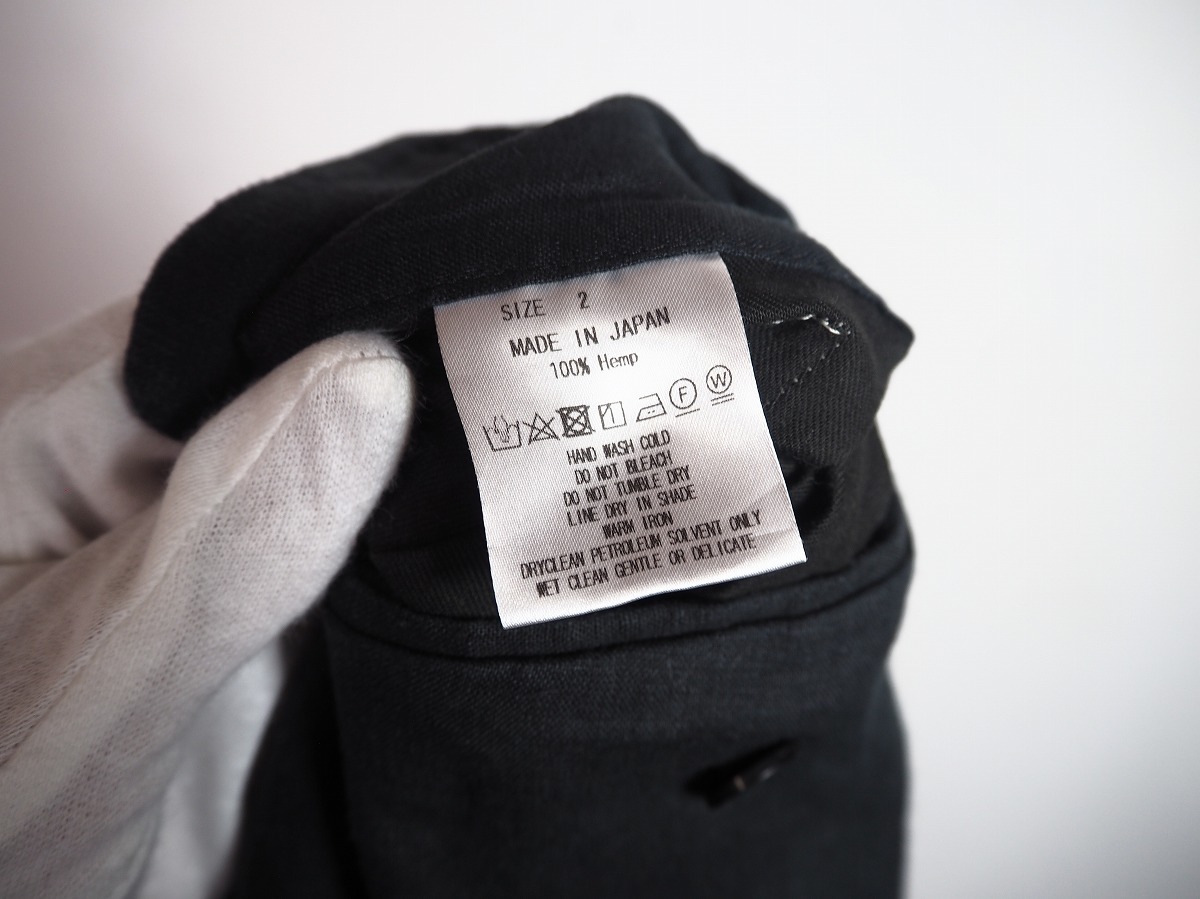 SIZE 2
MADE IN JAPAN
100% Hemp
F W
HAND WASH COLD
DO NOT BLEACH
DO NOT TUMBLE DRY
LINE DRY IN SHADE
WARM IRON
DRYCLEAN PETROLEUM SOLVENT ONLY
WET CLEAN GENTLE OR DELICATE